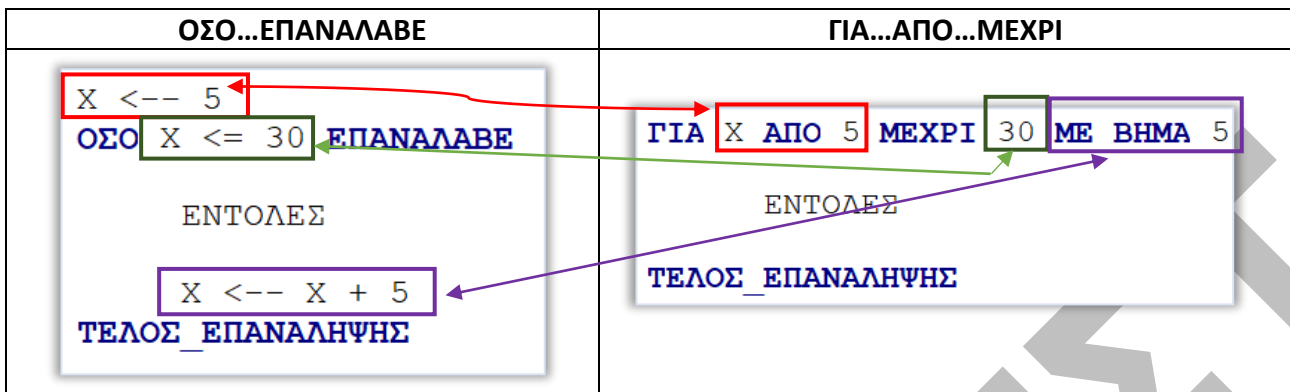 ΟΣΟ…ΕΠΑΝΑΛΑΒΕ
ΓΙΑ…ΑΠΟ…ΜΕΧΡΙ
Χ <-- 5
ΟΣΟ Χ <= 30 ΕΠΑΝΑΛΑΒΕ
ΕΝΤΟΛΕΣ
Χ <-- Χ + 5
ΤΕΛΟΣ_ΕΠΑΝΑΛΗΨΗΣ
ΓΙΑ Χ ΑΠΟ 5 ΜΕΧΡΙ 30 ΜΕ ΒΗΜΑ 5
ΕΝΤΟΛΕΣ
ΤΕΛΟΣ_ΕΠΑΝΑΛΗΨΗΣ